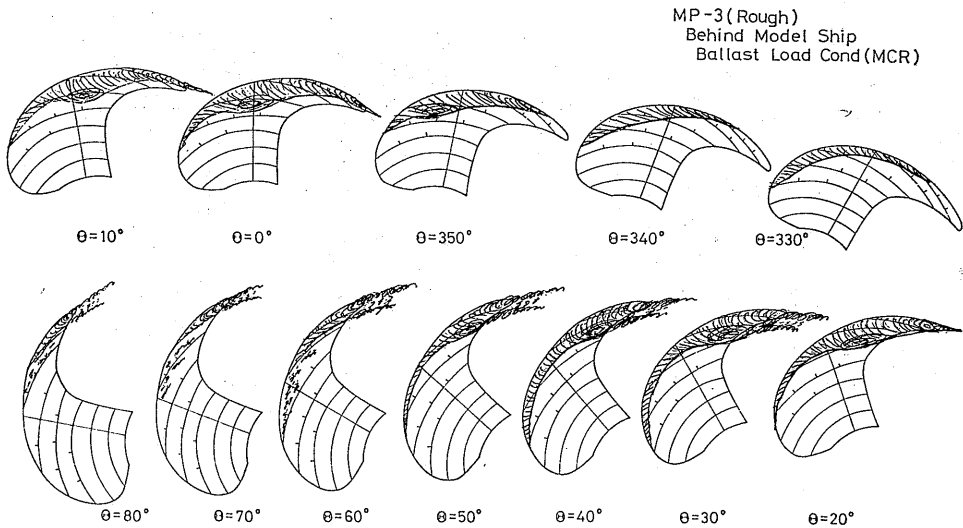 MP-3(Rough)
Behind Model Ship
Ballast Load Cond(MCR)
θ=10° θ=0° θ=350° θ=340° θ=330°
θ=80° θ=70° θ=60° θ=50° θ=40° θ=30° θ=20°